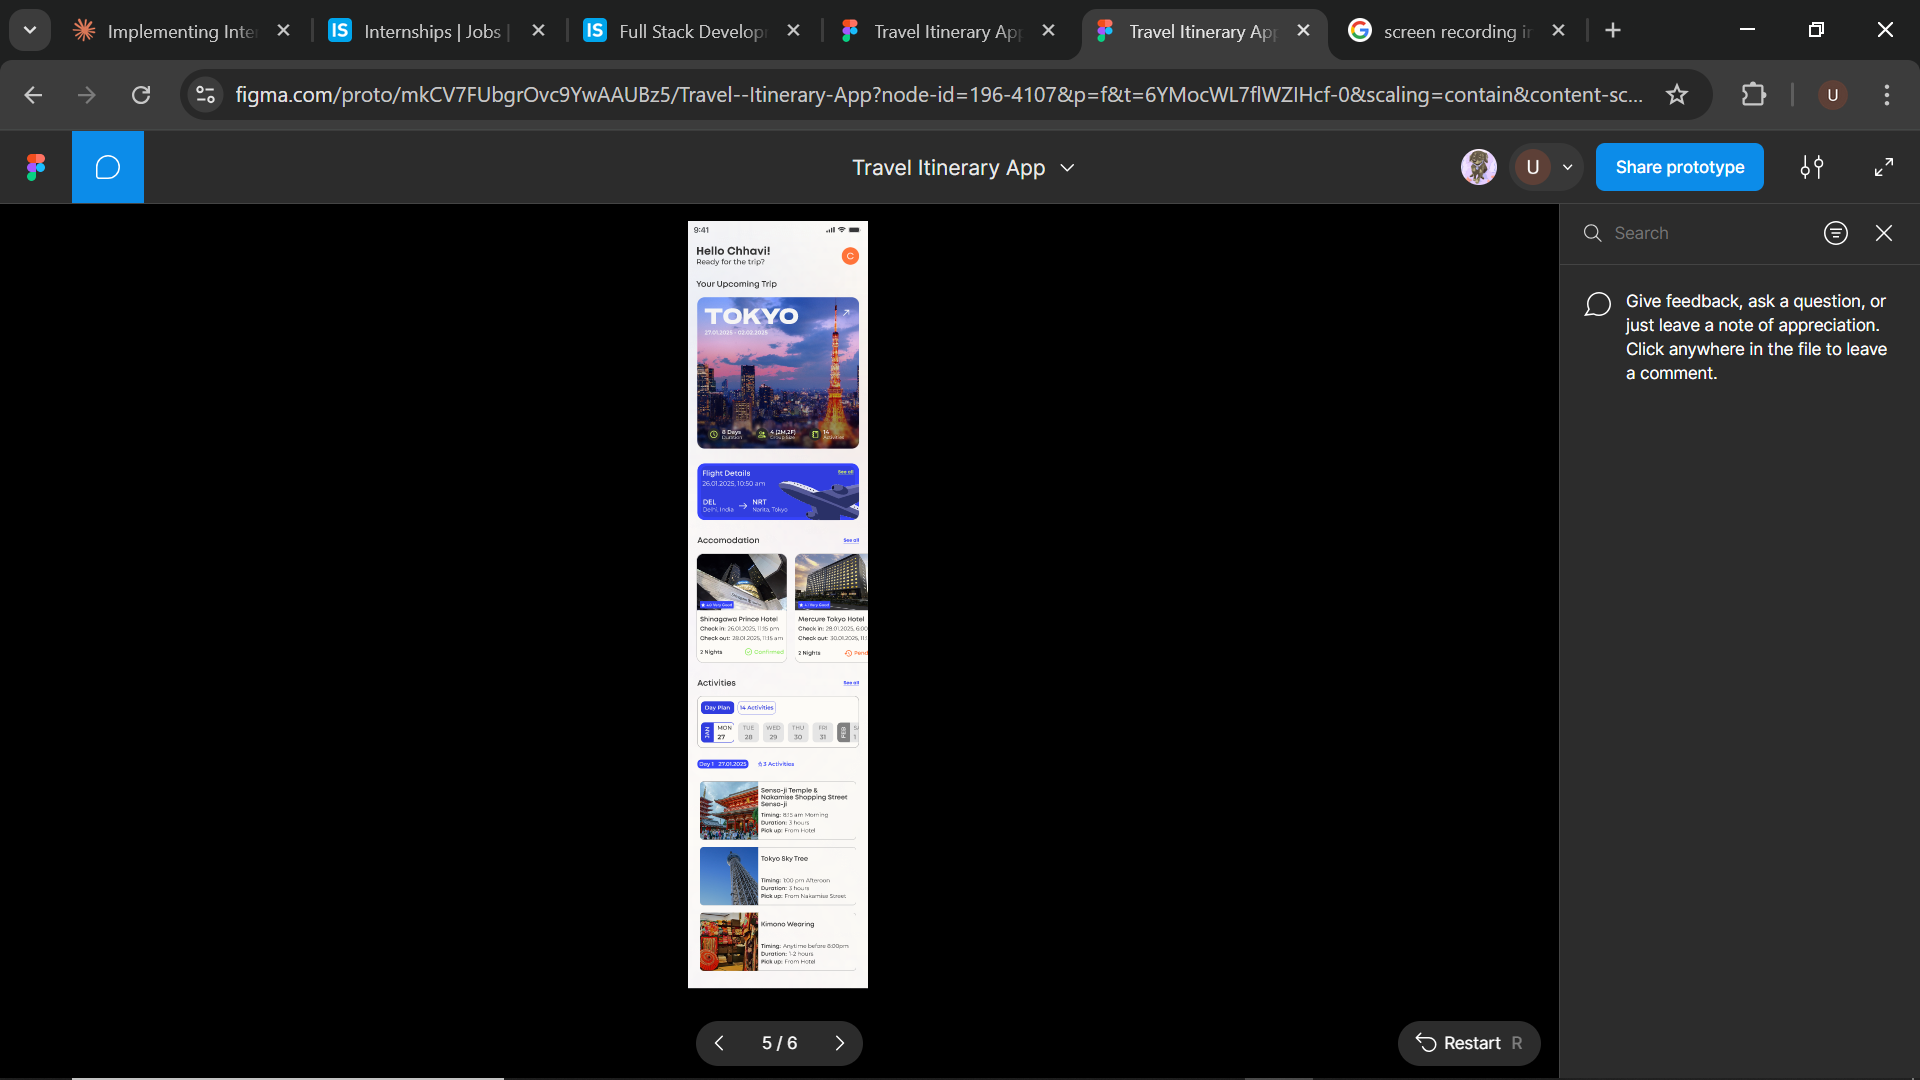 Implementing Inte
IS Internships | Jobs |
IS Full Stack Develop
Travel Itinerary Ap
Travel Itinerary Ap
screen recording i
figma.com/proto/mkCV7FUbgrOvc9YwAAUBz5/Travel--Itinerary-App?node-id=196-4107&p=f&t=6YMocWL7flWZIHcf-0&scaling=contain&content-sc...
U
Travel Itinerary App
U
Share prototype
Search
Give feedback, ask a question, or
just leave a note of appreciation.
Click anywhere in the file to leave
a comment.
9:41
Hello Chhavi!
Ready for the trip?
C
Your Upcoming Trip
TOKYO
27.01.2025 - 02.02.2025
8 Days
Duration
4 (2M,2F)
Group Size
14
Activities
Flight Details
See all
26.01.2025, 10:50 am
DEL
NRT
Delhi, India
Narita, Tokyo
Accomodation
See all
4.0 Very Good
4.1 Very Good
Shinagawa Prince Hotel
Check in: 26.01.2025, 11:15 pm
Check out: 28.01.2025, 11:15 am
2 Nights
Confirmed
Mercure Tokyo Hotel
Check in: 28.01.2025, 6:00
Check out: 30.01.2025, 11:1
2 Nights
Pend
Activities
See all
Day Plan
14 Activities
JAN
MON
27
TUE
28
WED
29
THU
30
FRI
31
FEB
S
1
Day 1 27.01.2025
3 Activities
Senso-ji Temple &
Nakamise Shopping Street
Senso-ji
Timing: 8:15 am Morning
Duration: 3 hours
Pick up: From Hotel
Tokyo Sky Tree
Timing: 1:00 pm Afternoon
Duration: 3 hours
Pick up: From Nakamise Street
Kimono Wearing
Timing: Anytime before 8:00pm
Duration: 1-2 hours
Pick up: From Hotel
5 / 6
Restart R